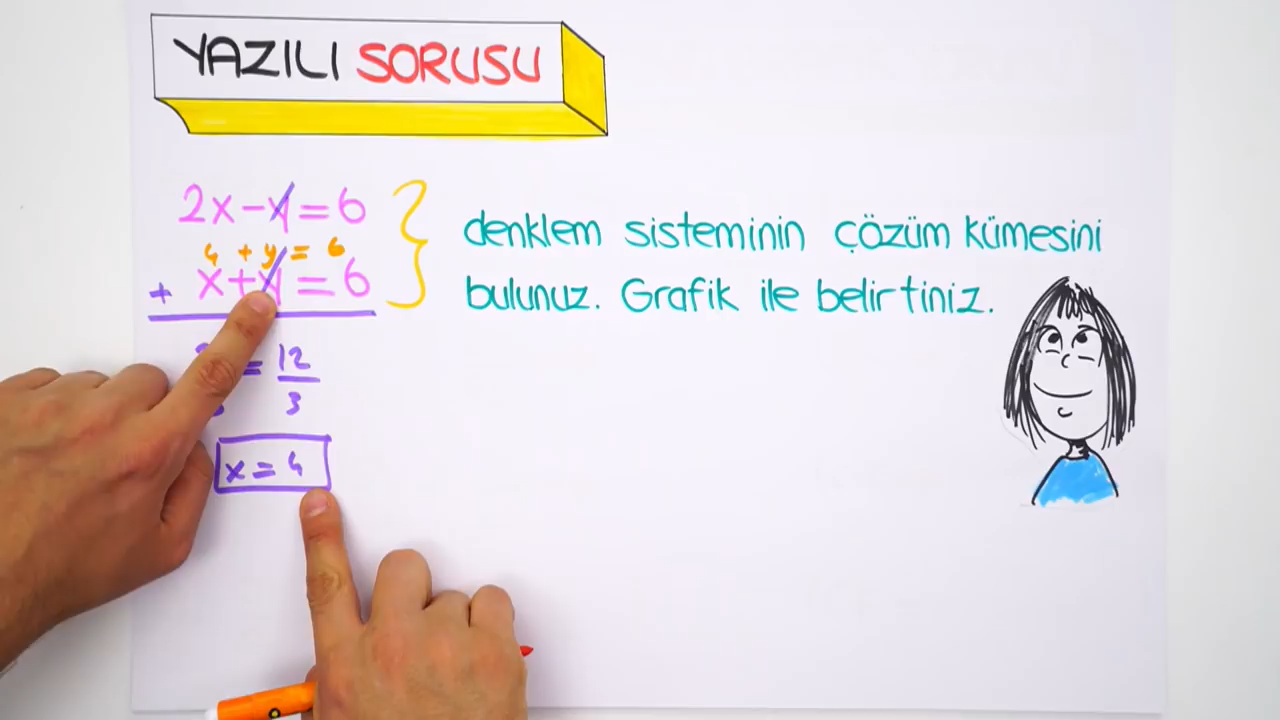 YAZILI SORUSU
2x-y=6
4+y=6
+ x+y=6
= 12
3
x=4
denklem sisteminin çözüm kümesini
bulunuz. Grafik ile belirtiniz.